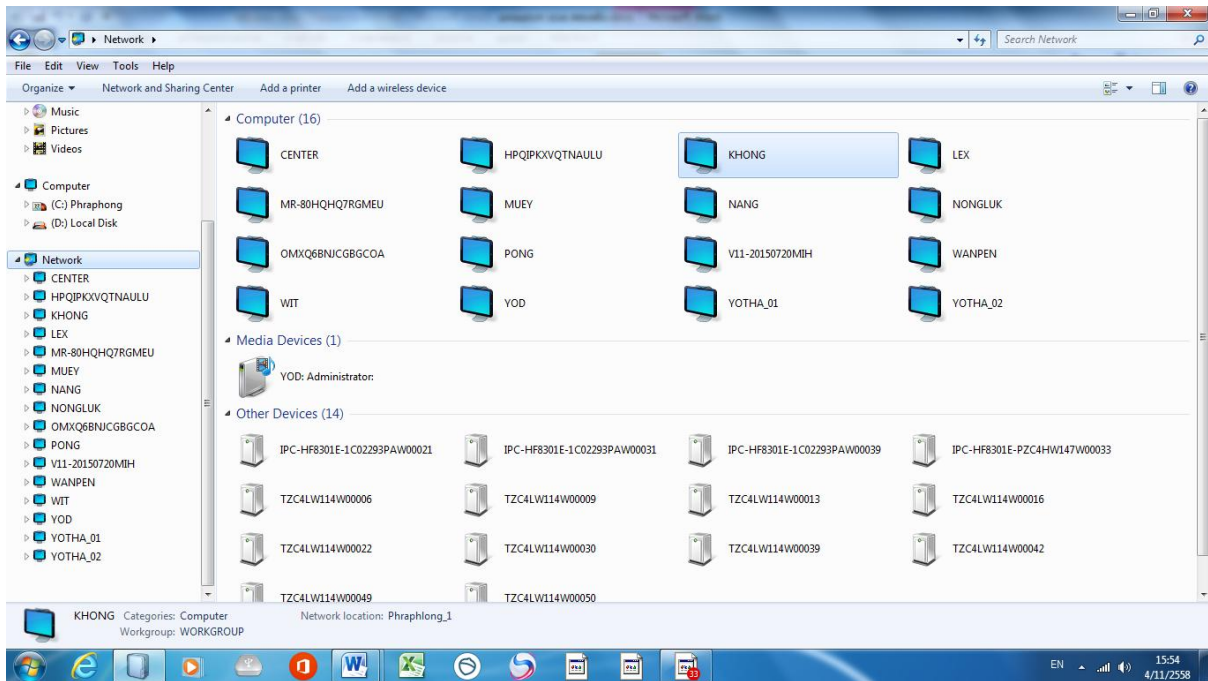 Network
Search Network
File Edit View Tools Help
Organize Network and Sharing Center Add a printer Add a wireless device
Music
Pictures
Videos
Computer
(C:) Phraphong
(D:) Local Disk
Network
CENTER
HPQIPKXVQTNAULU
KHONG
LEX
MR-80HQHQ7RGMEU
MUEY
NANG
NONGLUK
OMXQ6BNJCGBGCOA
PONG
V11-20150720MIH
WANPEN
WIT
YOD
YOTHA_01
YOTHA_02
Computer (16)
CENTER HPQIPKXVQTNAULU KHONG LEX
MR-80HQHQ7RGMEU MUEY NANG NONGLUK
OMXQ6BNJCGBGCOA PONG V11-20150720MIH WANPEN
WIT YOD YOTHA_01 YOTHA_02
Media Devices (1)
YOD: Administrator:
Other Devices (14)
IPC-HF8301E-1C02293PAW00021 IPC-HF8301E-1C02293PAW00031 IPC-HF8301E-1C02293PAW00039 IPC-HF8301E-PZC4HW147W00033
TZC4LW114W00006 TZC4LW114W00009 TZC4LW114W00013 TZC4LW114W00016
TZC4LW114W00022 TZC4LW114W00030 TZC4LW114W00039 TZC4LW114W00042
TZC4LW114W00049 TZC4LW114W00050
KHONG Categories: Computer Network location: Phraphlong_1
Workgroup: WORKGROUP
33
EN 15:54
4/11/2558